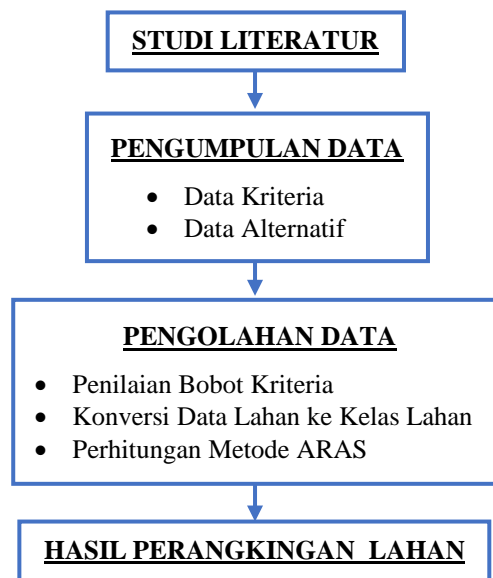 STUDI LITERATUR
PENGUMPULAN DATA
• Data Kriteria
• Data Alternatif
PENGOLAHAN DATA
• Penilaian Bobot Kriteria
• Konversi Data Lahan ke Kelas Lahan
• Perhitungan Metode ARAS
HASIL PERANGKINGAN LAHAN